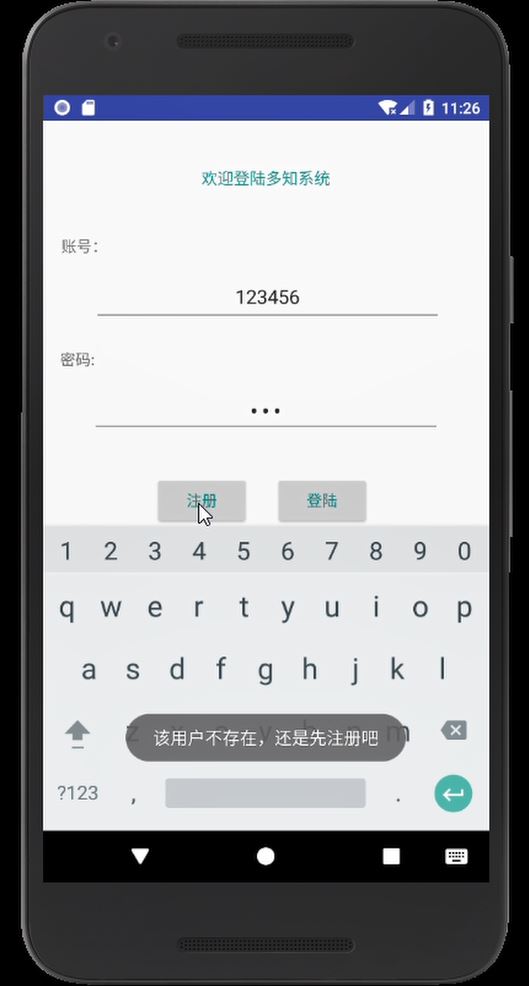 11:26
欢迎登陆多知系统
账号：
123456
密码:
•••
注册 登陆
1 2 3 4 5 6 7 8 9 0
q w e r t y u i o p
a s d f g h j k l
m
该用户不存在，还是先注册吧
?123 , .